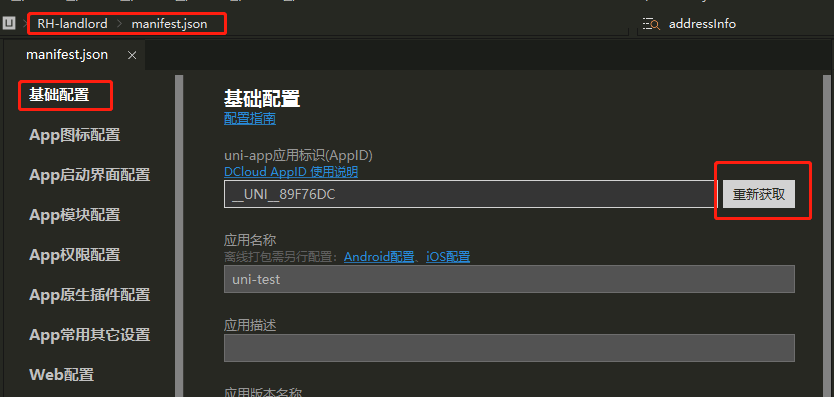 U RH-landlord manifest.json addressInfo
manifest.json ×
基础配置
App图标配置
App启动界面配置
App模块配置
App权限配置
App原生插件配置
App常用其它设置
Web配置
基础配置
配置指南
uni-app应用标识(AppID)
DCloud AppID 使用说明
__UNI__89F76DC 重新获取
应用名称
离线打包需另行配置：Android配置、iOS配置
uni-test
应用描述
应用版本名称